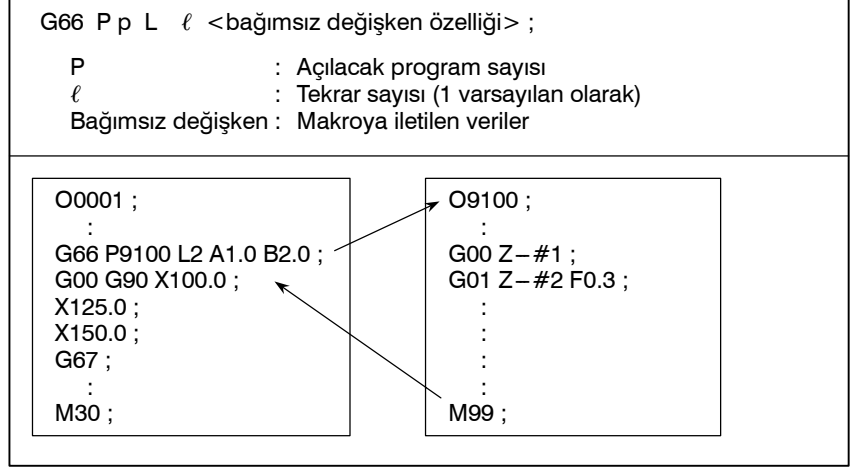 G66 P p L ℓ <bağımsız değişken özelliği> ;
P : Açılacak program sayısı
ℓ : Tekrar sayısı (1 varsayılan olarak)
Bağımsız değişken : Makroya iletilen veriler
O0001 ;
:
G66 P9100 L2 A1.0 B2.0 ;
G00 G90 X100.0 ;
X125.0 ;
X150.0 ;
G67 ;
:
M30 ;
O9100 ;
:
G00 Z−#1 ;
G01 Z−#2 F0.3 ;
:
:
:
:
M99 ;